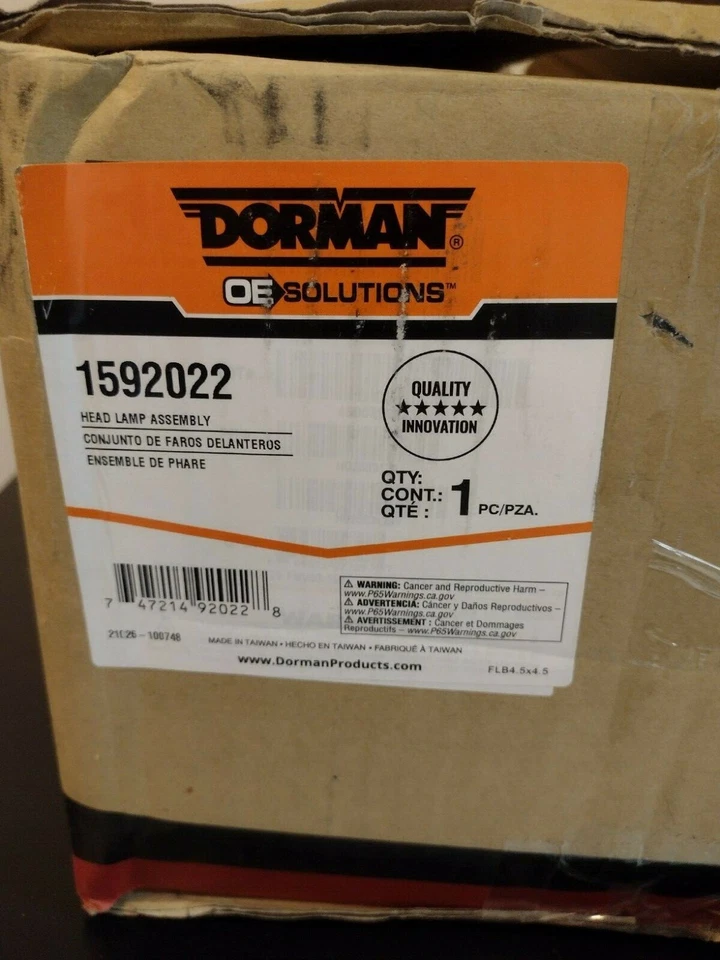 DORMAN®
OE SOLUTIONS™
1592022
HEAD LAMP ASSEMBLY
CONJUNTO DE FAROS DELANTEROS
ENSEMBLE DE PHARE
QUALITY
★★★★★
INNOVATION
QTY:
CONT.: 1 PC/PZA.
QTÉ :
7 47214 92022 8
⚠ WARNING: Cancer and Reproductive Harm –
www.P65Warnings.ca.gov
⚠ ADVERTENCIA: Cáncer y Daños Reproductivos –
www.P65Warnings.ca.gov
⚠ AVERTISSEMENT : Cancer et Dommages
Reproductifs – www.P65Warnings.ca.gov
MADE IN TAIWAN • HECHO EN TAIWAN • FABRIQUÉ À TAIWAN
www.DormanProducts.com
FLB4.5x4.5